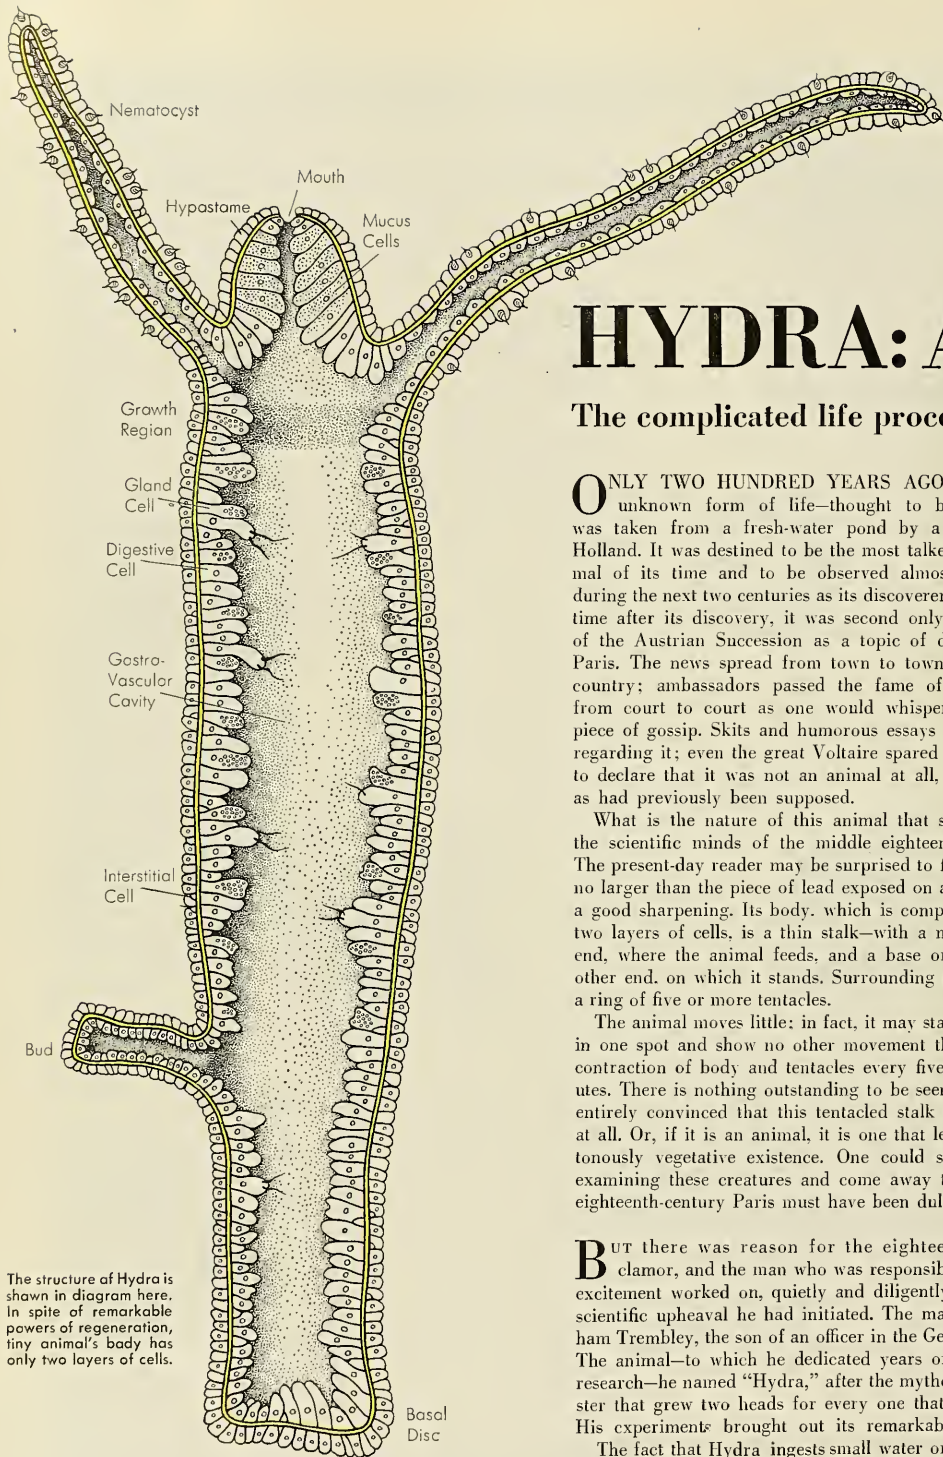 Nematocyst
Mouth
Hypastame
Mucus
Cells
Growth
Region
Gland
Cell
Digestive
Cell
Gastro-
Vascular
Cavity
Interstitial
Cell
Bud
Basal
Disc
The structure of Hydra is
shown in diagram here.
In spite of remarkable
powers of regeneration,
tiny animal's body has
only two layers of cells.
HYDRA: A
The complicated life proce
ONLY TWO HUNDRED YEARS AGO
unknown form of life—thought to b
was taken from a fresh-water pond by a
Holland. It was destined to be the most talke
mal of its time and to be observed almos
during the next two centuries as its discoverer
time after its discovery, it was second only
of the Austrian Succession as a topic of c
Paris. The news spread from town to town
country; ambassadors passed the fame of
from court to court as one would whisper
piece of gossip. Skits and humorous essays
regarding it; even the great Voltaire spared
to declare that it was not an animal at all,
as had previously been supposed.
What is the nature of this animal that s
the scientific minds of the middle eighteen
The present-day reader may be surprised to f
no larger than the piece of lead exposed on a
a good sharpening. Its body. which is comp
two layers of cells, is a thin stalk—with a m
end, where the animal feeds, and a base or
other end. on which it stands. Surrounding
a ring of five or more tentacles.
The animal moves little: in fact, it may sta
in one spot and show no other movement th
contraction of body and tentacles every five
utes. There is nothing outstanding to be seen
entirely convinced that this tentacled stalk
at all. Or, if it is an animal, it is one that le
tonously vegetative existence. One could s
examining these creatures and come away
eighteenth-century Paris must have been dul
BUT there was reason for the eightee
clamor, and the man who was responsib
excitement worked on, quietly and diligently
scientific upheaval he had initiated. The ma
ham Trembley, the son of an officer in the Ge
The animal—to which he dedicated years o
research—he named “Hydra,” after the mytho
ster that grew two heads for every one that
His experiments brought out its remarkab
The fact that Hydra ingests small water or